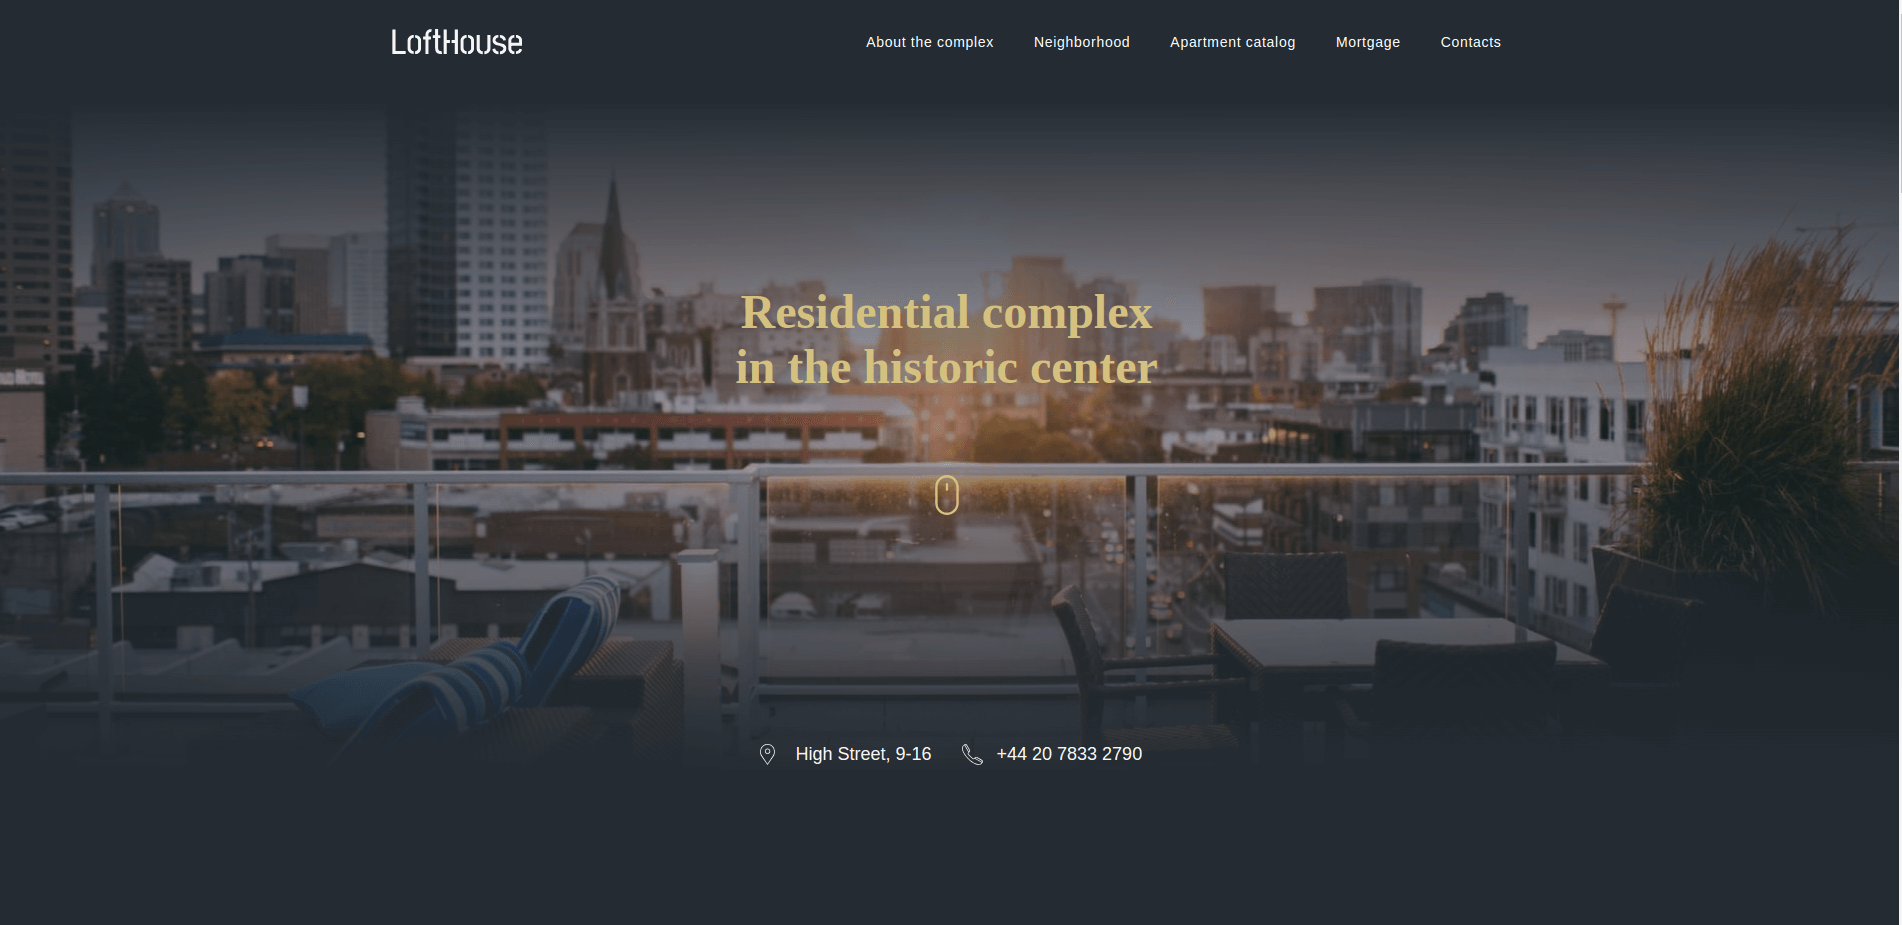 LoftHouse
About the complex
Neighborhood
Apartment catalog
Mortgage
Contacts
Residential complex
in the historic center
High Street, 9-16
+44 20 7833 2790